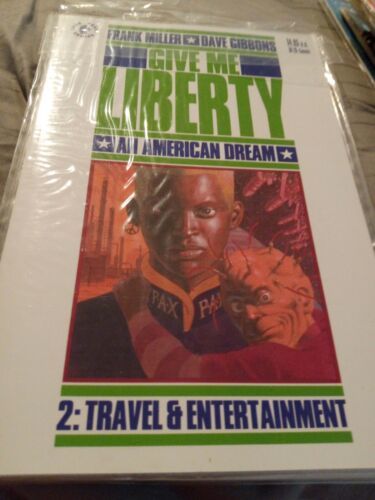 FRANK MILLER ★ DAVE GIBBONS
GIVE ME
LIBERTY
★ AN AMERICAN DREAM ★
PAX PAX
2: TRAVEL & ENTERTAINMENT